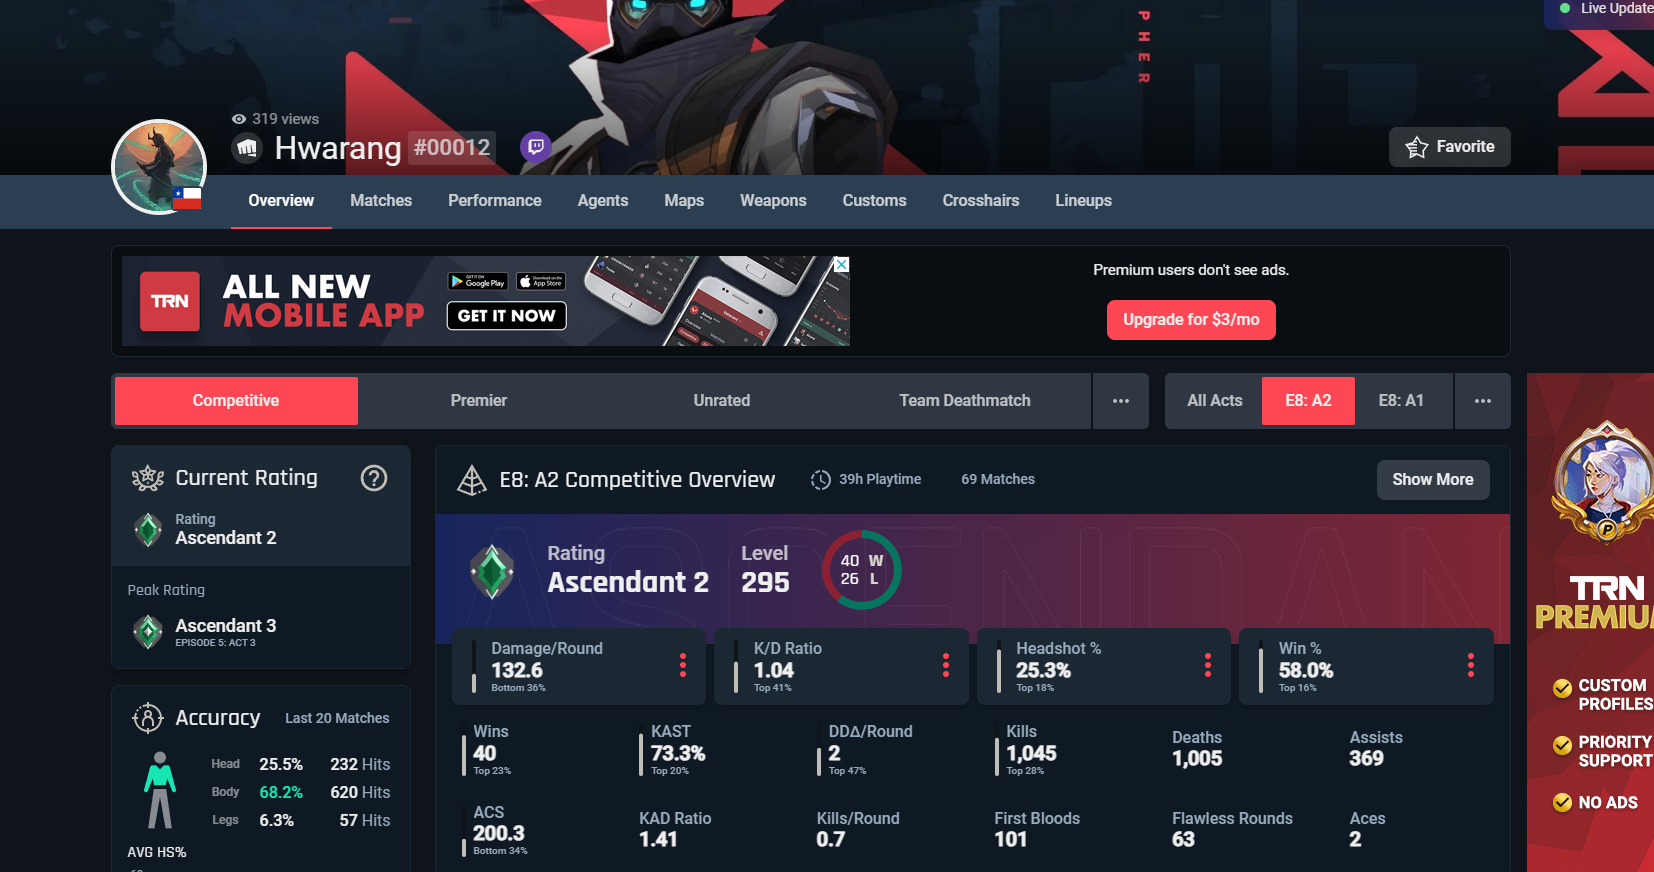 PHER
Live Update
319 views
Hwarang #00012
Favorite
Overview Matches Performance Agents Maps Weapons Customs Crosshairs Lineups
TRN
ALL NEW
MOBILE APP
GET IT ON
Google Play
Download on the
App Store
GET IT NOW
Premium users don't see ads.
Upgrade for $3/mo
Competitive Premier Unrated Team Deathmatch
All Acts E8: A2 E8: A1
Current Rating
Rating
Ascendant 2
Peak Rating
Ascendant 3
EPISODE 5: ACT 3
Accuracy Last 20 Matches
Head 25.5% 232 Hits
Body 68.2% 620 Hits
Legs 6.3% 57 Hits
AVG HS%
E8: A2 Competitive Overview 39h Playtime 69 Matches
Show More
ASCENDAN
Rating
Ascendant 2
Level
295
40 W
26 L
Damage/Round
132.6
Bottom 36%
K/D Ratio
1.04
Top 41%
Headshot %
25.3%
Top 18%
Win %
58.0%
Top 16%
Wins
40
Top 23%
KAST
73.3%
Top 20%
DDΔ/Round
2
Top 47%
Kills
1,045
Top 28%
Deaths
1,005
Assists
369
ACS
200.3
Bottom 34%
KAD Ratio
1.41
Kills/Round
0.7
First Bloods
101
Flawless Rounds
63
Aces
2
TRN
PREMIUM
CUSTOM
PROFILES
PRIORITY
SUPPORT
NO ADS